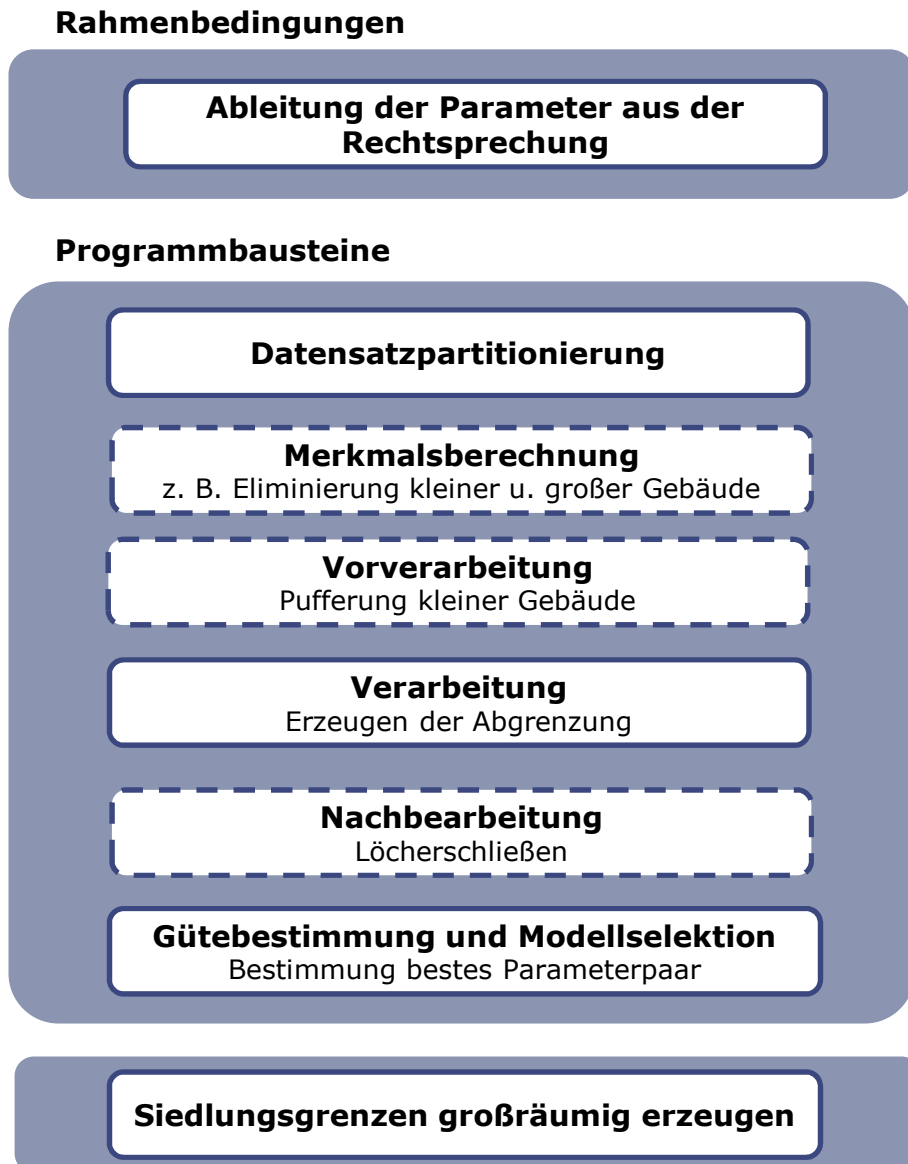 Rahmenbedingungen
Ableitung der Parameter aus der
Rechtsprechung
Programmbausteine
Datensatzpartitionierung
Merkmalsberechnung
z. B. Eliminierung kleiner u. großer Gebäude
Vorverarbeitung
Pufferung kleiner Gebäude
Verarbeitung
Erzeugen der Abgrenzung
Nachbearbeitung
Löcherschließen
Gütebestimmung und Modellselektion
Bestimmung bestes Parameterpaar
Siedlungsgrenzen großräumig erzeugen